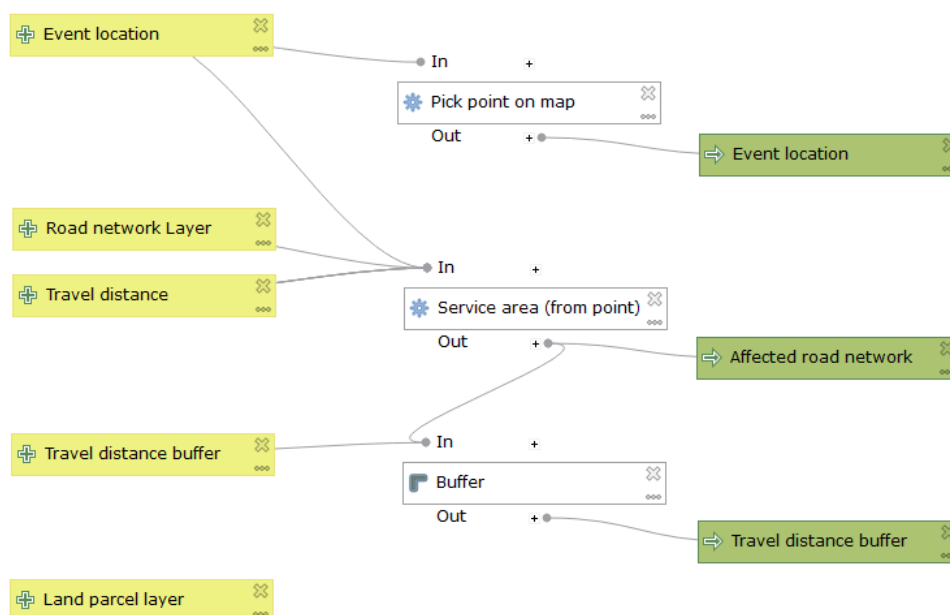 Event location
In
+
Pick point on map
Out
+
Event location
Road network Layer
In
+
Travel distance
Service area (from point)
Out
+
Affected road network
In
+
Travel distance buffer
Buffer
Out
+
Travel distance buffer
Land parcel layer